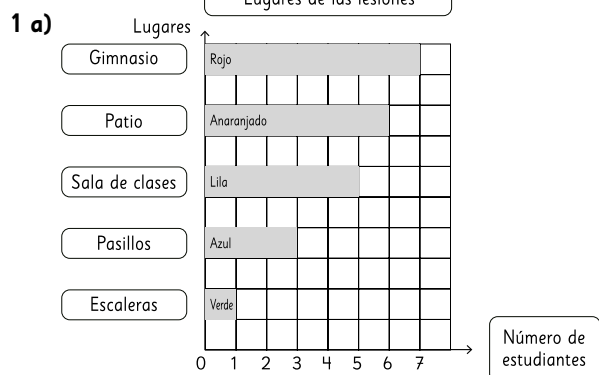 Lugares de las lesiones
1 a)
Lugares
Gimnasio
Rojo
Patio
Anaranjado
Sala de clases
Lila
Pasillos
Azul
Escaleras
Verde
0 1 2 3 4 5 6 7
Número de
estudiantes